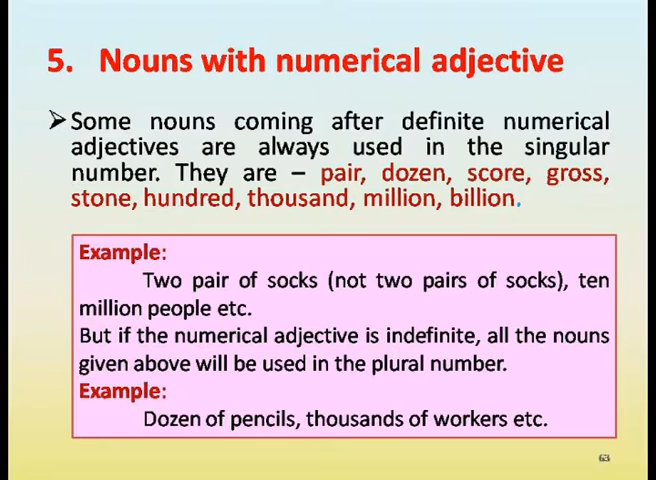 5. Nouns with numerical adjective
➢Some nouns coming after definite numerical
adjectives are always used in the singular
number. They are – pair, dozen, score, gross,
stone, hundred, thousand, million, billion.
Example:
Two pair of socks (not two pairs of socks), ten
million people etc.
But if the numerical adjective is indefinite, all the nouns
given above will be used in the plural number.
Example:
Dozen of pencils, thousands of workers etc.